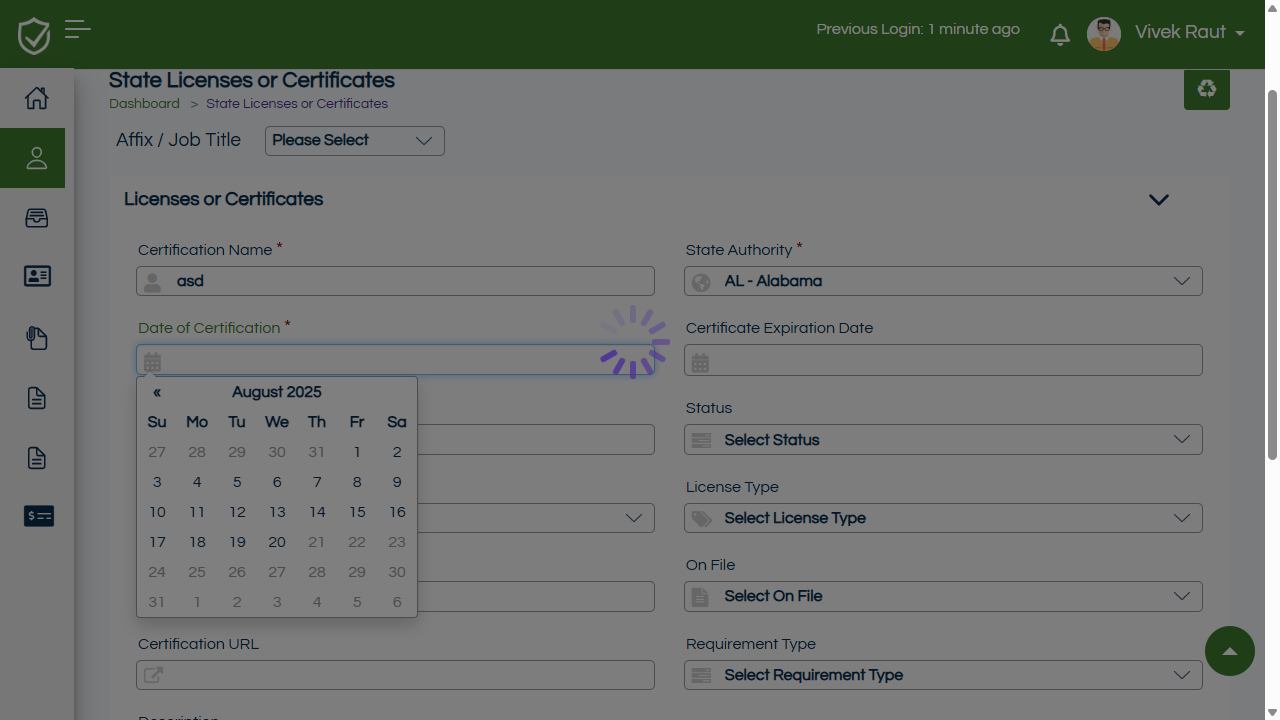 Previous Login: 1 minute ago
Vivek Raut
State Licenses or Certificates
Dashboard > State Licenses or Certificates
Affix / Job Title
Please Select
Licenses or Certificates
Certification Name *
State Authority *
asd
AL - Alabama
Date of Certification *
Certificate Expiration Date
« August 2025
Su Mo Tu We Th Fr Sa
27 28 29 30 31 1 2
3 4 5 6 7 8 9
10 11 12 13 14 15 16
17 18 19 20 21 22 23
24 25 26 27 28 29 30
31 1 2 3 4 5 6
Status
Select Status
License Type
Select License Type
On File
Select On File
Certification URL
Requirement Type
Select Requirement Type
Description